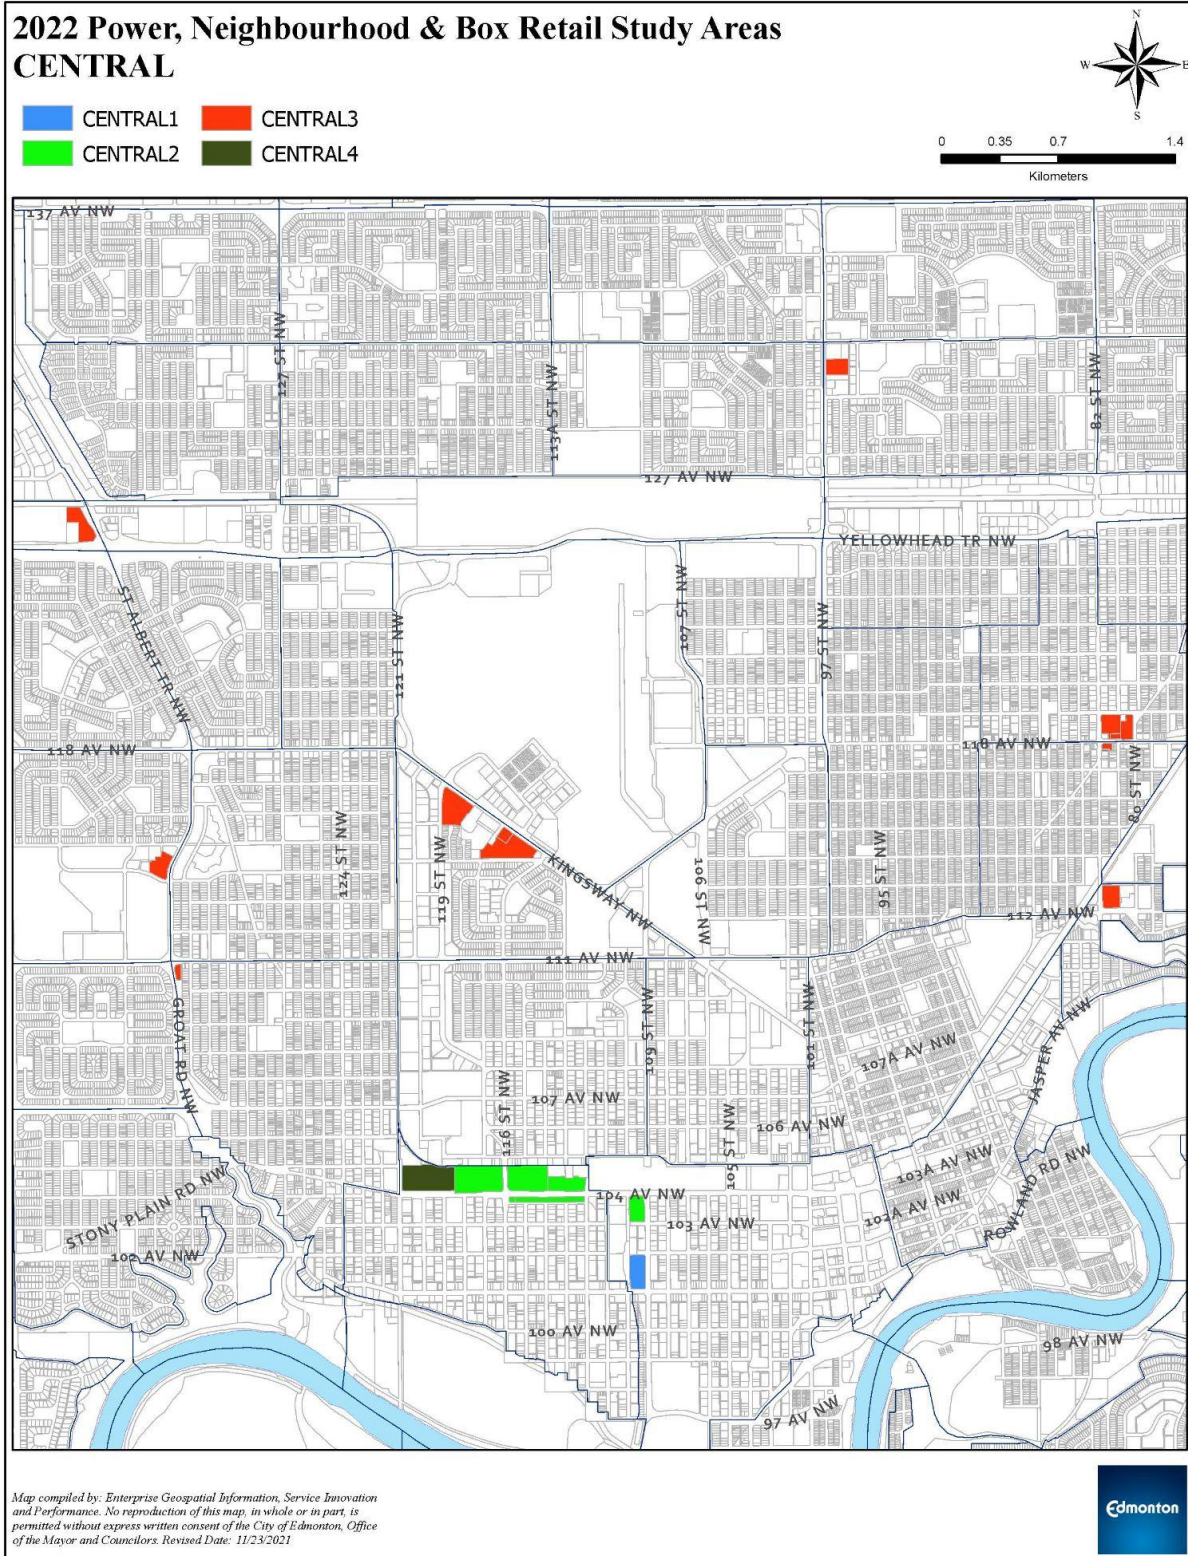 2022 Power, Neighbourhood & Box Retail Study Areas
CENTRAL
N
W E
S
CENTRAL1 CENTRAL3
CENTRAL2 CENTRAL4
0 0.35 0.7 1.4
Kilometers
137 AV NW
127 ST NW
113A ST NW
82 ST NW
127 AV NW
YELLOWHEAD TR NW
ST ALBERT TR NW
121 ST NW
107 ST NW
97 ST NW
118 AV NW
118 AV NW
80 ST NW
124 ST NW
119 ST NW
KINGSWAY NW
106 ST NW
95 ST NW
112 AV NW
111 AV NW
GROAT RD NW
109 ST NW
101 ST NW
107A AV NW
JASPER AV NW
116 ST NW
107 AV NW
105 ST NW
106 AV NW
103A AV NW
STONY PLAIN RD NW
104 AV NW
102A AV NW
ROWLAND RD NW
103 AV NW
102 AV NW
100 AV NW
98 AV NW
97 AV NW
Map compiled by: Enterprise Geospatial Information, Service Innovation
and Performance. No reproduction of this map, in whole or in part, is
permitted without express written consent of the City of Edmonton, Office
of the Mayor and Councilors. Revised Date: 11/23/2021
Edmonton